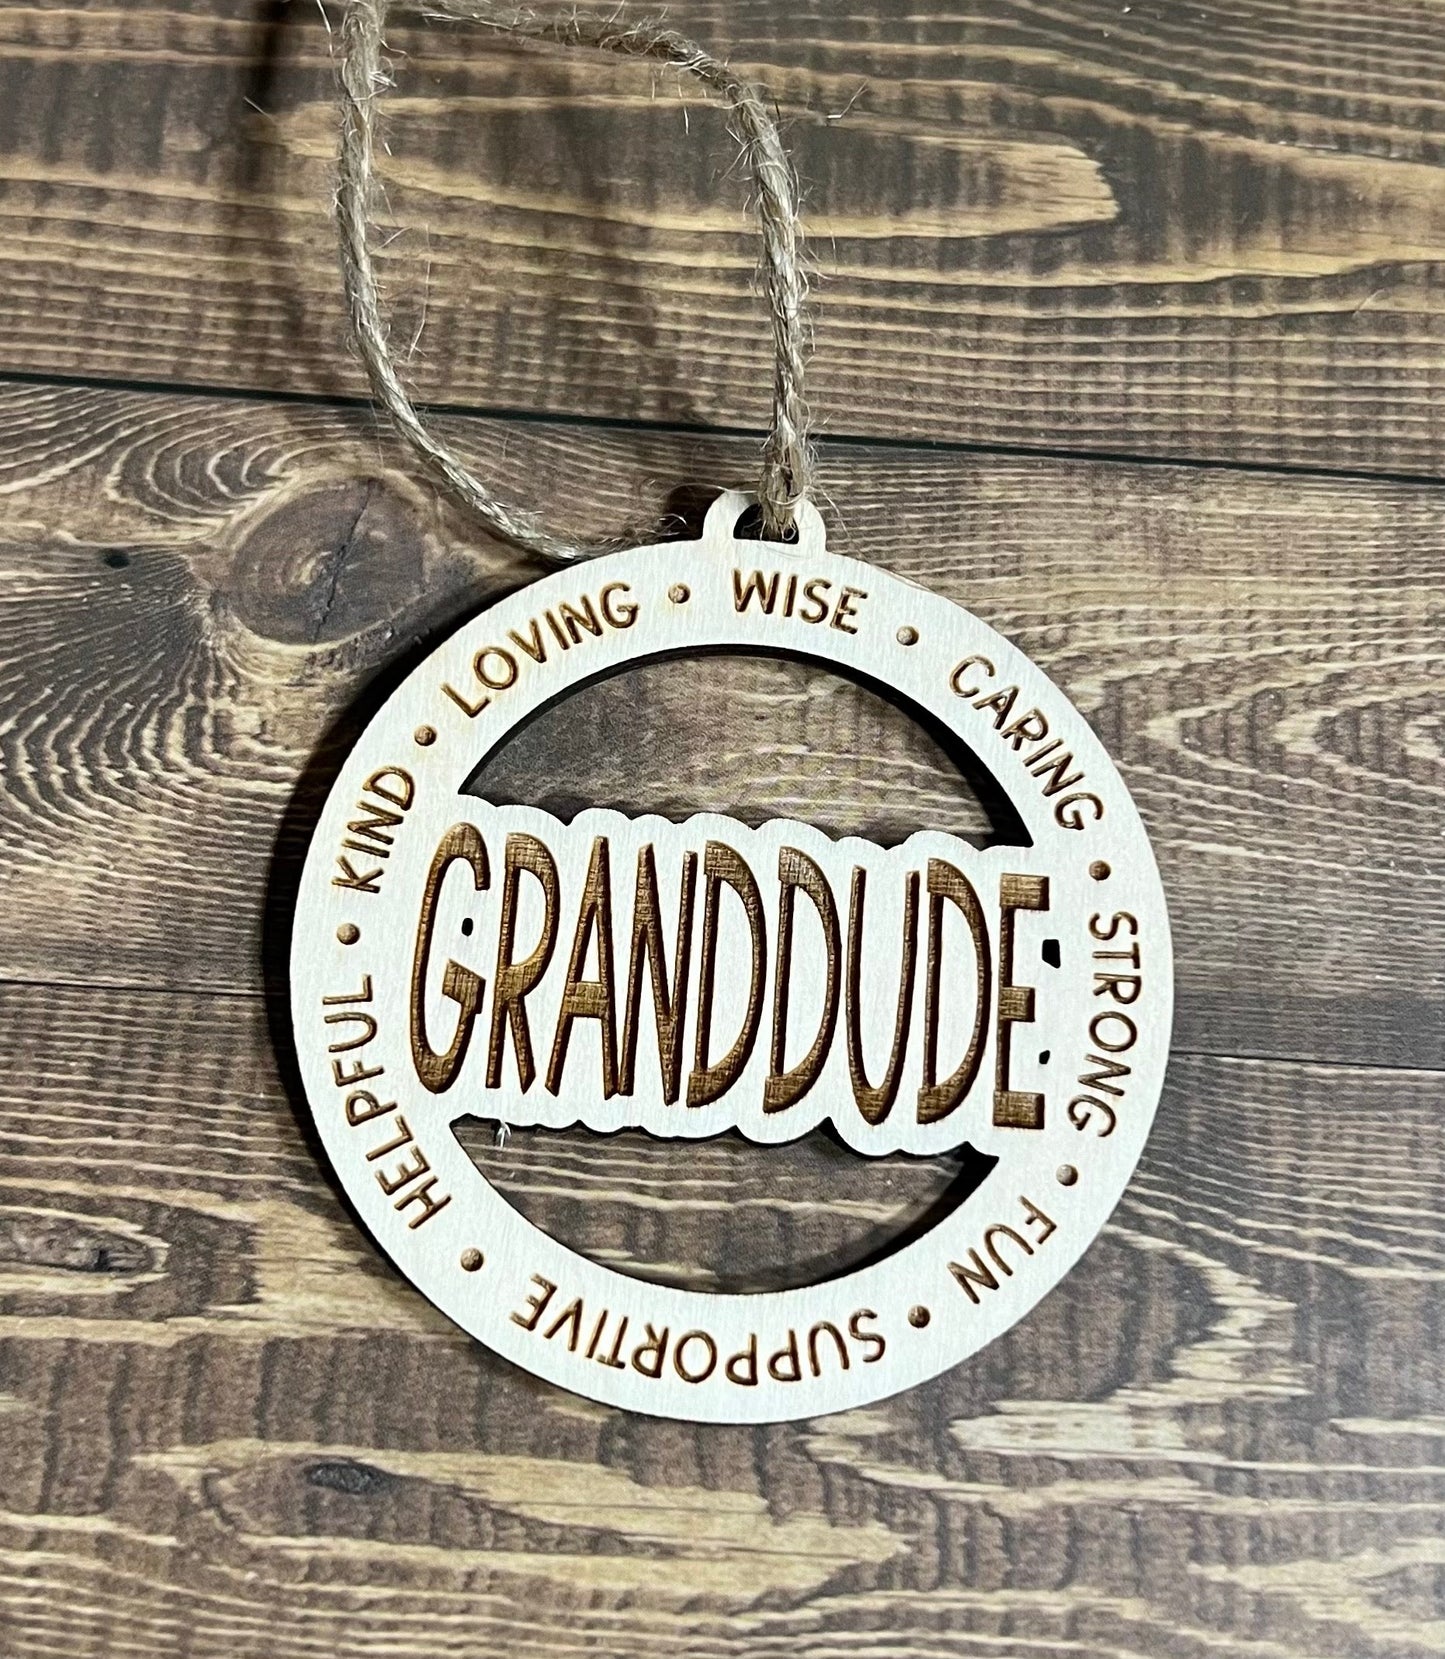 LOVING • WISE • CARING • STRONG • FUN • SUPPORTIVE • HELPFUL • KIND •
GRANDDUDE